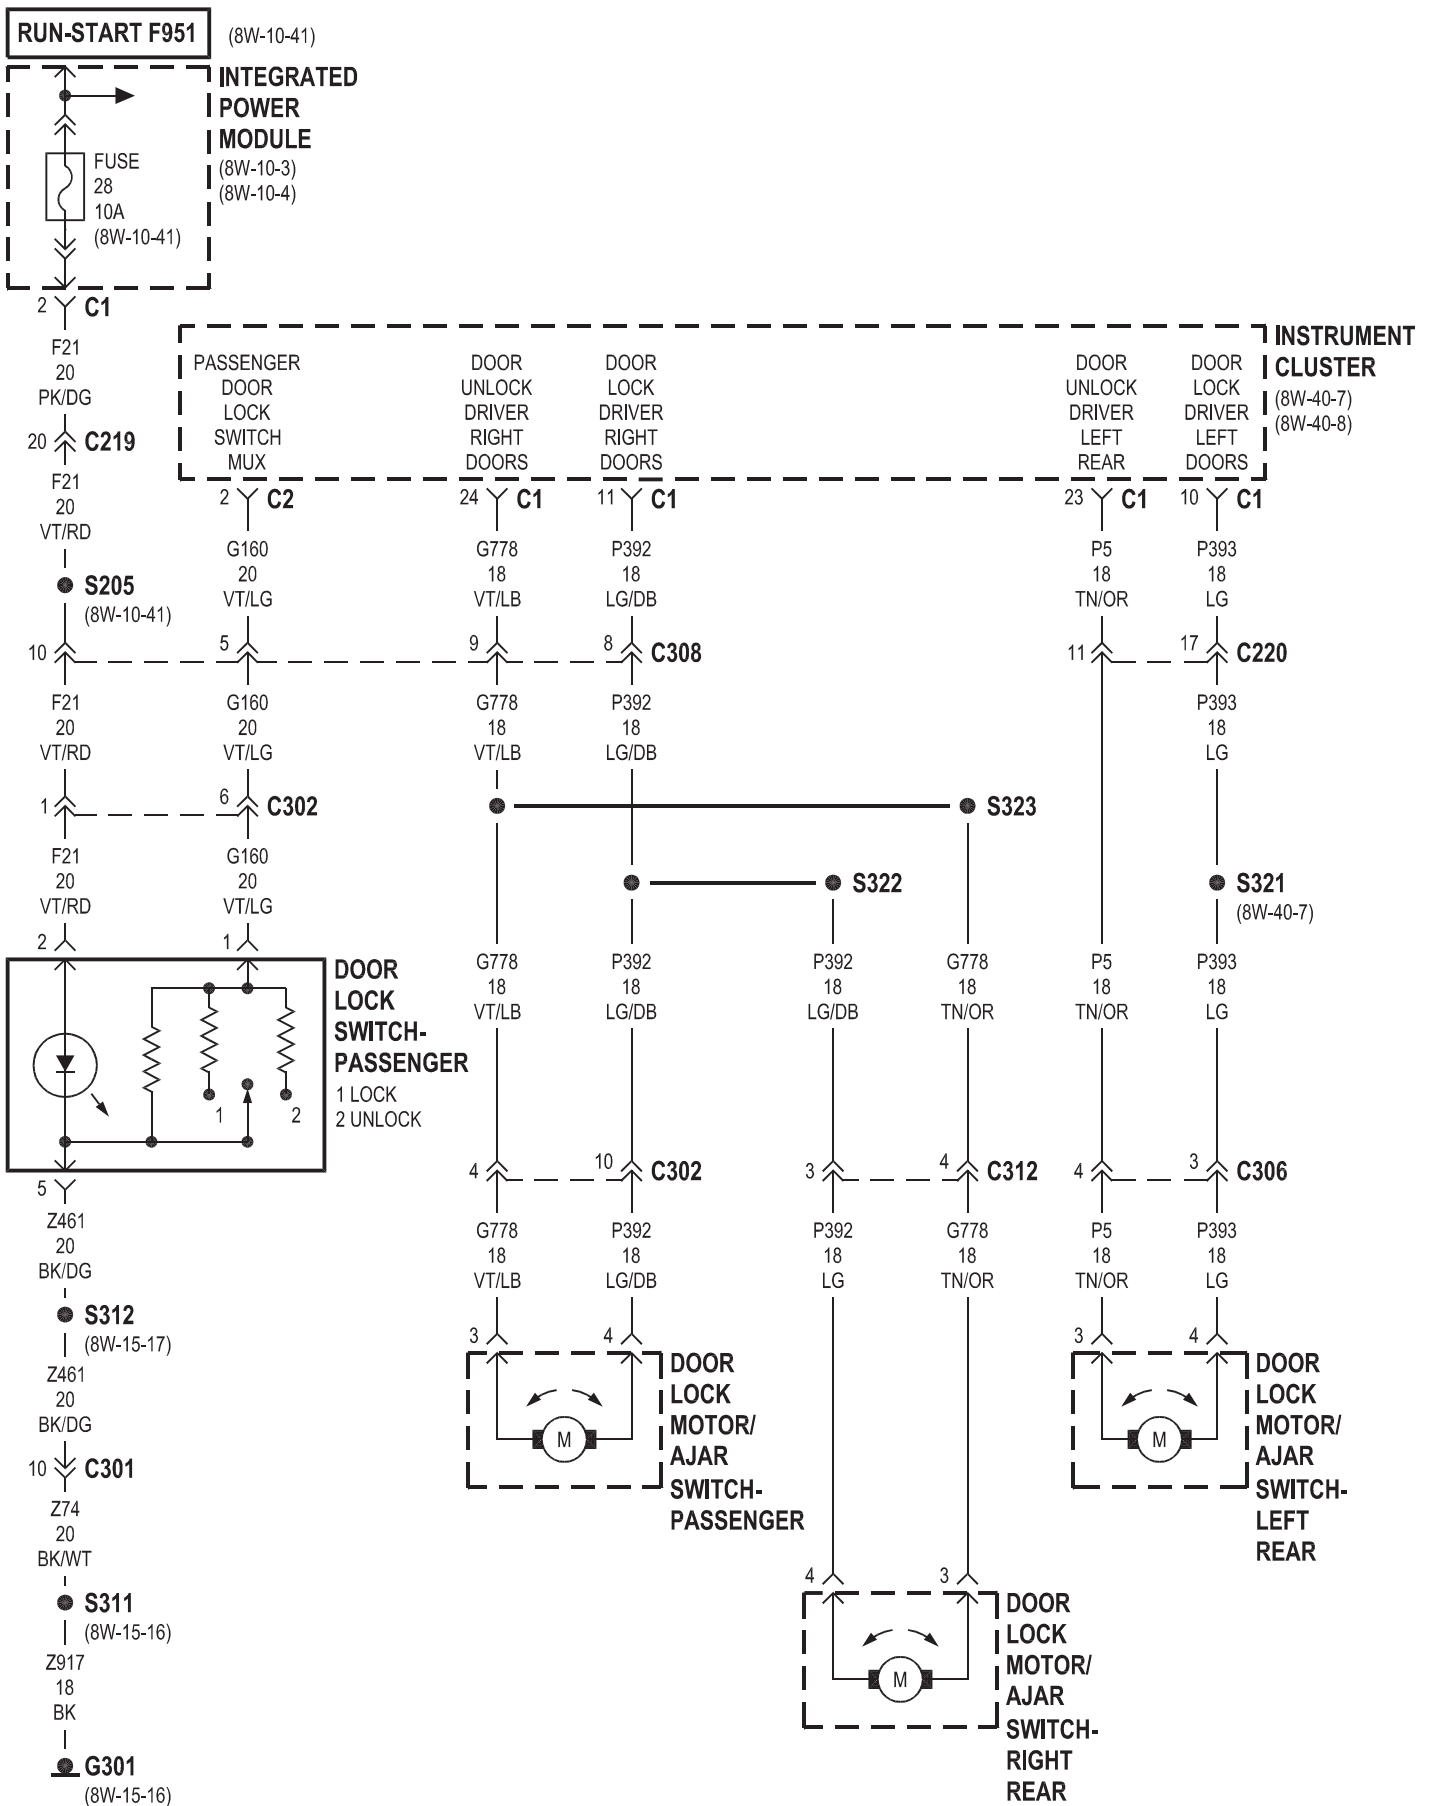 RUN-START F951
(8W-10-41)
INTEGRATED
POWER
MODULE
(8W-10-3)
(8W-10-4)
FUSE
28
10A
(8W-10-41)
2
C1
F21
20
PK/DG
20
C219
F21
20
VT/RD
S205
(8W-10-41)
INSTRUMENT
CLUSTER
(8W-40-7)
(8W-40-8)
PASSENGER
DOOR
LOCK
SWITCH
MUX
DOOR
UNLOCK
DRIVER
RIGHT
DOORS
DOOR
LOCK
DRIVER
RIGHT
DOORS
DOOR
UNLOCK
DRIVER
LEFT
REAR
DOOR
LOCK
DRIVER
LEFT
DOORS
2 C2
24 C1
11 C1
23 C1
10 C1
G160
20
VT/LG
G778
18
VT/LB
P392
18
LG/DB
P5
18
TN/OR
P393
18
LG
10
5
9
8
C308
11
17
C220
F21
20
VT/RD
G160
20
VT/LG
G778
18
VT/LB
P392
18
LG/DB
P393
18
LG
1
6
C302
S323
F21
20
VT/RD
G160
20
VT/LG
S322
S321
(8W-40-7)
2
1
DOOR
LOCK
SWITCH-
PASSENGER
1 LOCK
2 UNLOCK
1
2
G778
18
VT/LB
P392
18
LG/DB
P392
18
LG/DB
G778
18
TN/OR
P5
18
TN/OR
P393
18
LG
4
10
C302
3
4
C312
4
3
C306
5
Z461
20
BK/DG
G778
18
VT/LB
P392
18
LG/DB
P392
18
LG
G778
18
TN/OR
P5
18
TN/OR
P393
18
LG
S312
(8W-15-17)
Z461
20
BK/DG
10
C301
Z74
20
BK/WT
S311
(8W-15-16)
Z917
18
BK
G301
(8W-15-16)
3
4
M
DOOR
LOCK
MOTOR/
AJAR
SWITCH-
PASSENGER
3
4
M
DOOR
LOCK
MOTOR/
AJAR
SWITCH-
LEFT
REAR
4
3
M
DOOR
LOCK
MOTOR/
AJAR
SWITCH-
RIGHT
REAR